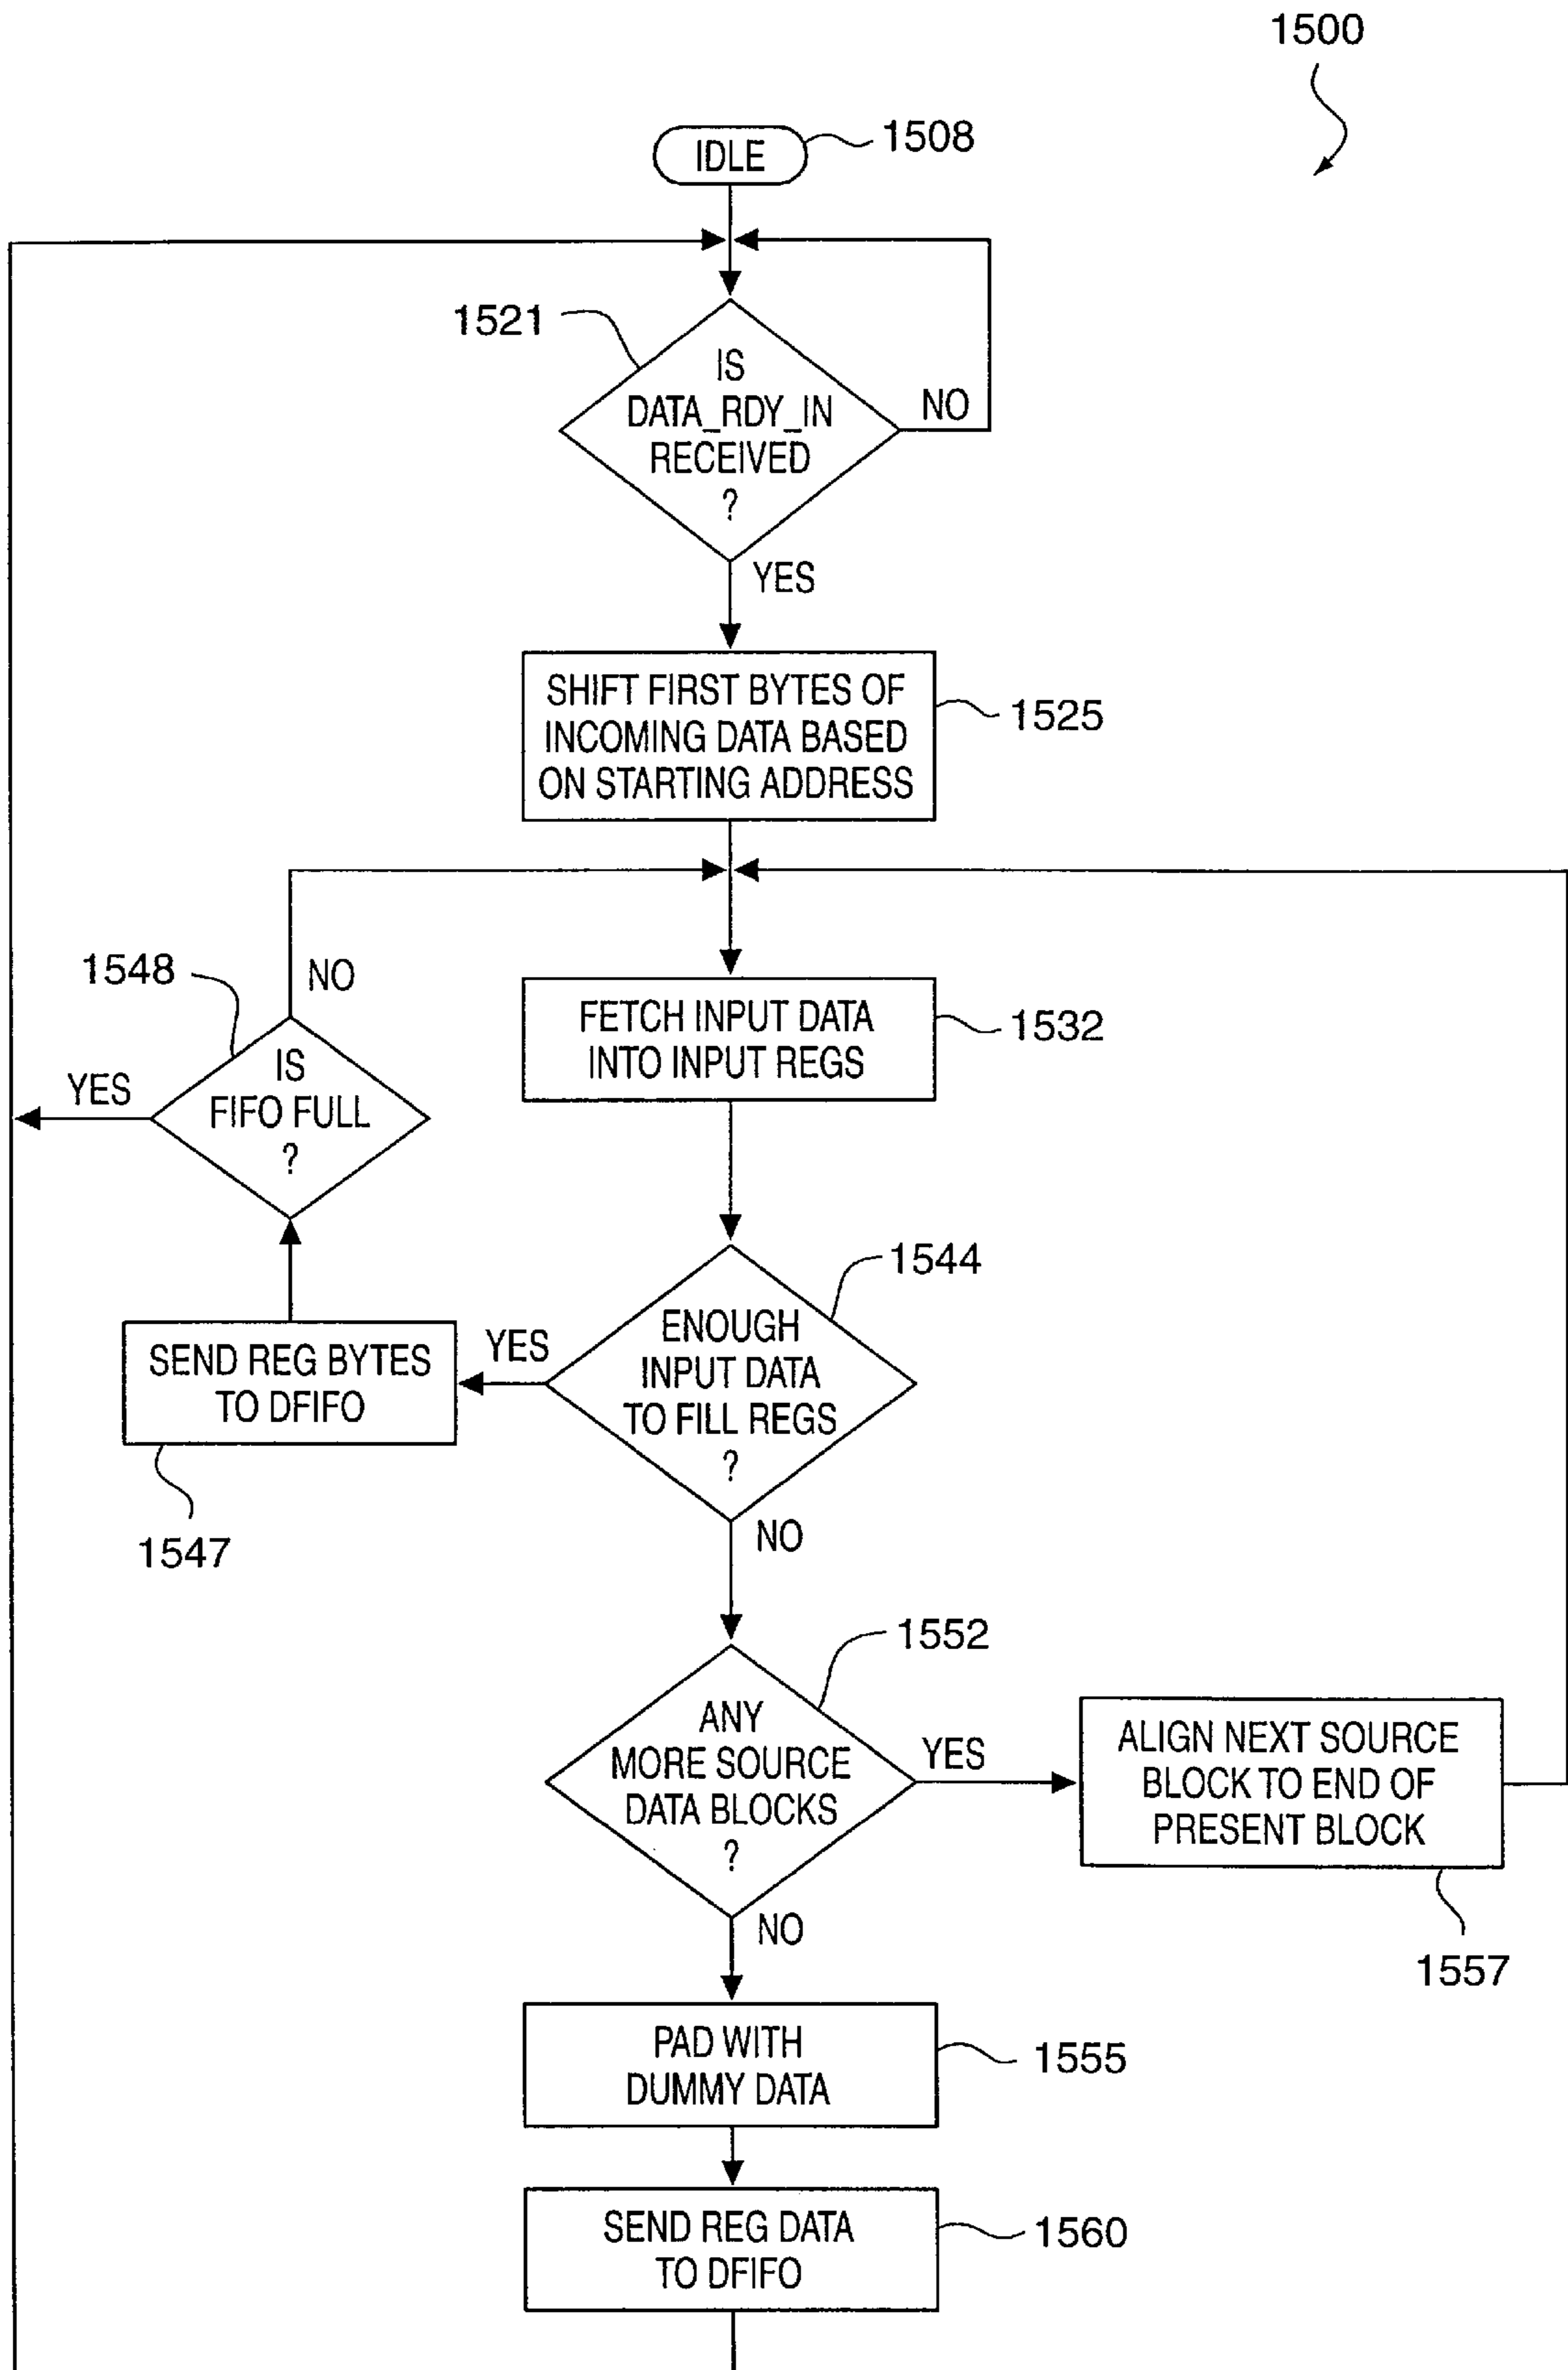 1500
IDLE
1508
1521
IS
DATA_RDY_IN
RECEIVED
?
NO
YES
SHIFT FIRST BYTES OF
INCOMING DATA BASED
ON STARTING ADDRESS
1525
1548
NO
IS
FIFO FULL
?
YES
FETCH INPUT DATA
INTO INPUT REGS
1532
1544
ENOUGH
INPUT DATA
TO FILL REGS
?
YES
SEND REG BYTES
TO DFIFO
1547
NO
1552
ANY
MORE SOURCE
DATA BLOCKS
?
YES
ALIGN NEXT SOURCE
BLOCK TO END OF
PRESENT BLOCK
1557
NO
PAD WITH
DUMMY DATA
1555
SEND REG DATA
TO DFIFO
1560